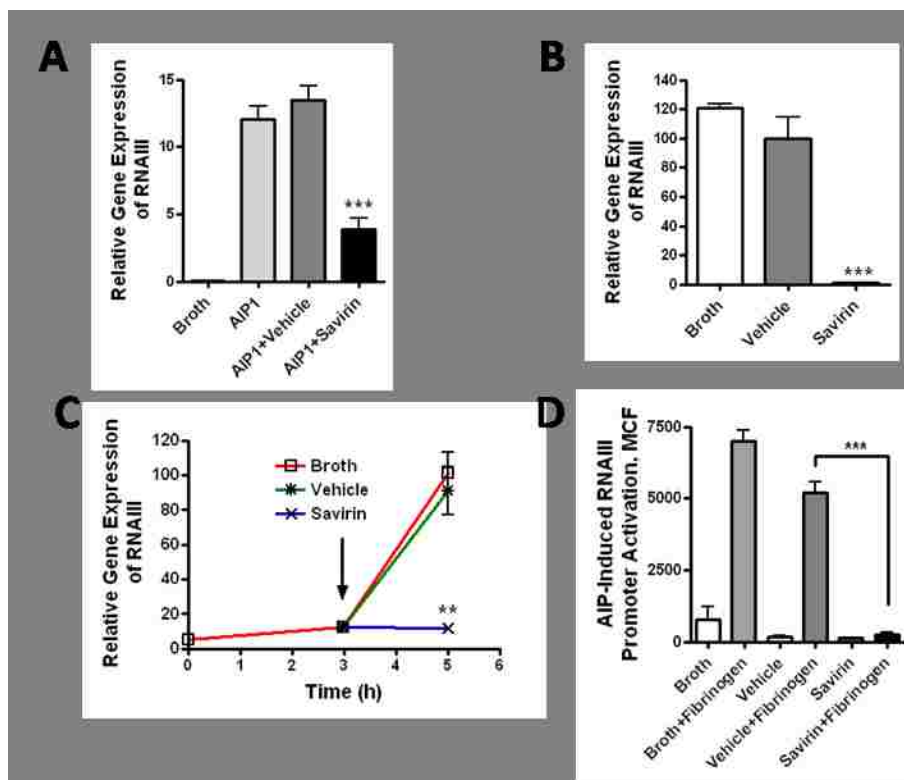 A
Relative Gene Expression
of RNAIII
15
10
5
0
***
Broth
AIP1
AIP1+Vehicle
AIP1+Savirin
B
Relative Gene Expression
of RNAIII
140
120
100
80
60
40
20
0
***
Broth
Vehicle
Savirin
C
Relative Gene Expression
of RNAIII
120
100
80
60
40
20
0
Broth
Vehicle
Savirin
**
0 1 2 3 4 5 6
Time (h)
D
AIP-Induced RNAIII
Promoter Activation, MCF
7500
5000
2500
0
***
Broth
Broth+Fibrinogen
Vehicle
Vehicle+Fibrinogen
Savirin
Savirin+Fibrinogen